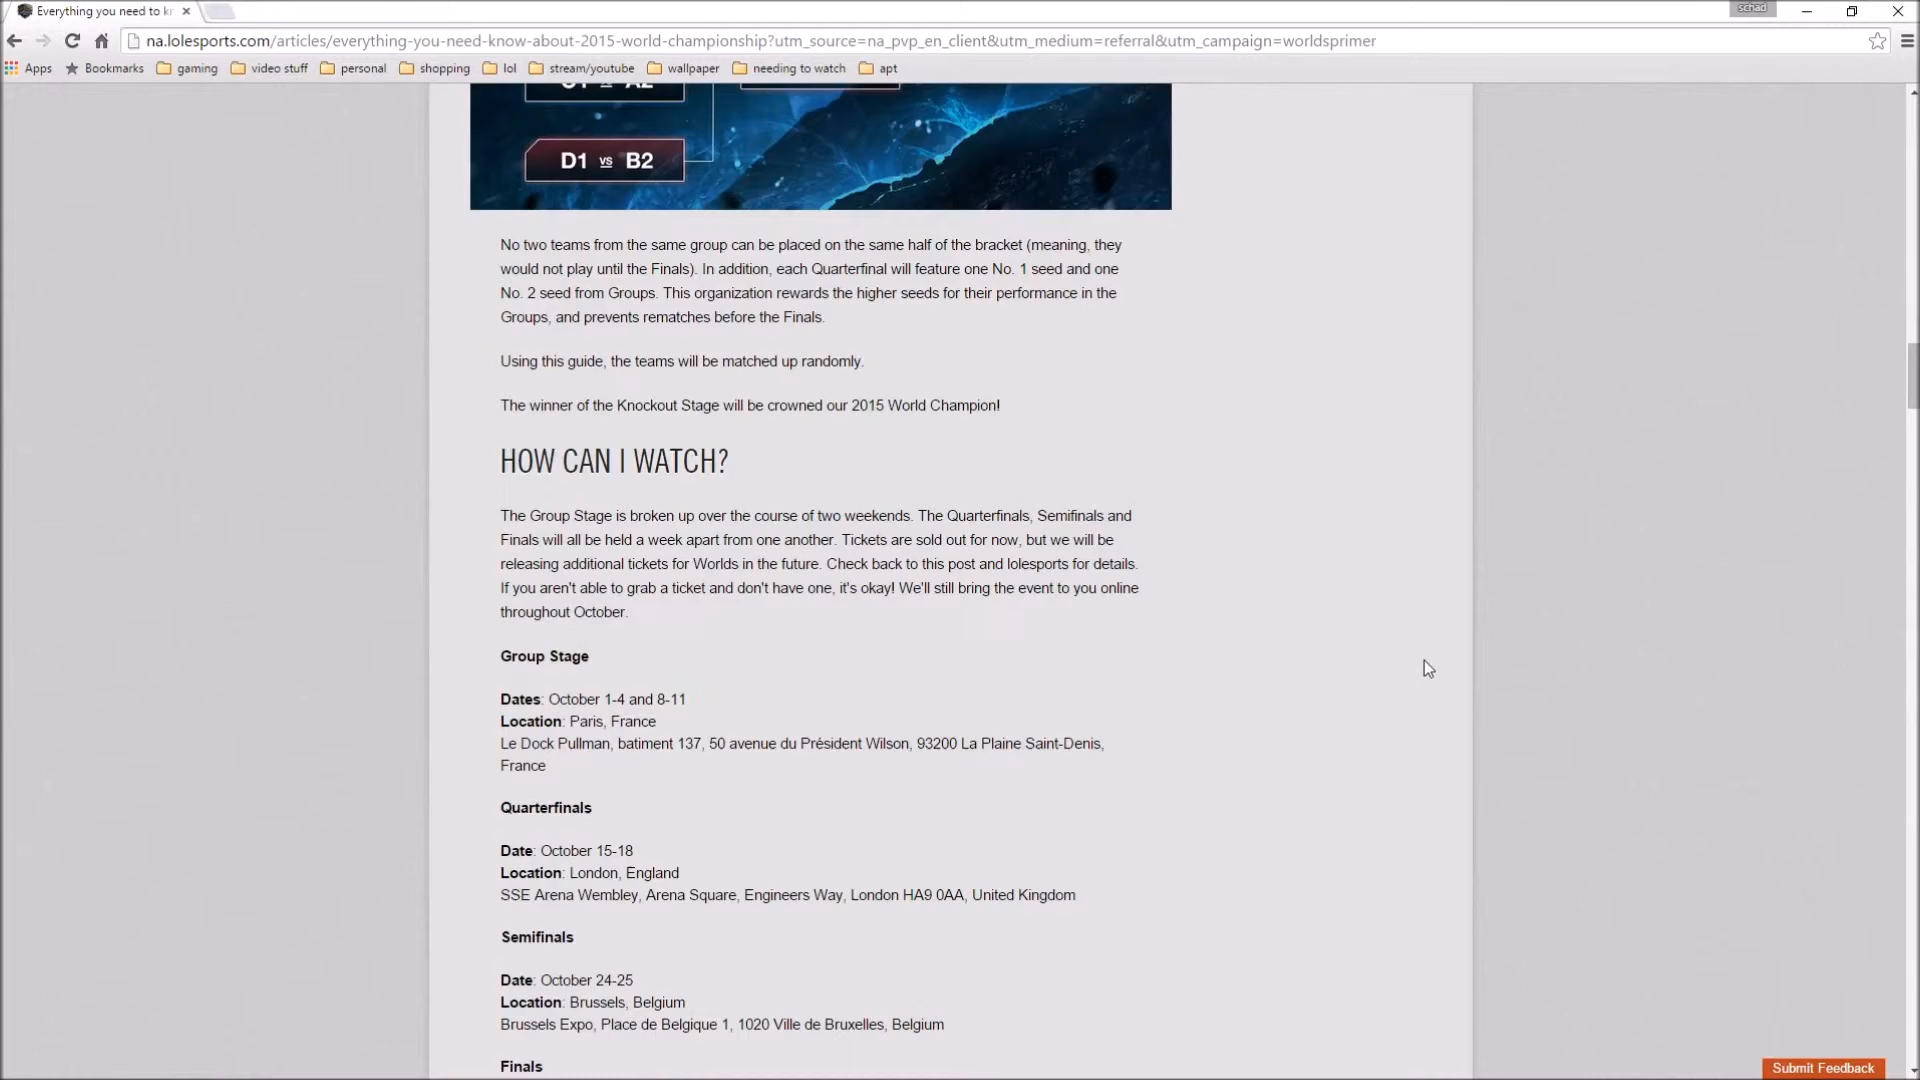 Everything you need to kn
schad
na.lolesports.com/articles/everything-you-need-know-about-2015-world-championship?utm_source=na_pvp_en_client&utm_medium=referral&utm_campaign=worldsprimer
Apps Bookmarks gaming video stuff personal shopping lol stream/youtube wallpaper needing to watch apt
D1 vs B2
No two teams from the same group can be placed on the same half of the bracket (meaning, they
would not play until the Finals). In addition, each Quarterfinal will feature one No. 1 seed and one
No. 2 seed from Groups. This organization rewards the higher seeds for their performance in the
Groups, and prevents rematches before the Finals.
Using this guide, the teams will be matched up randomly.
The winner of the Knockout Stage will be crowned our 2015 World Champion!
HOW CAN I WATCH?
The Group Stage is broken up over the course of two weekends. The Quarterfinals, Semifinals and
Finals will all be held a week apart from one another. Tickets are sold out for now, but we will be
releasing additional tickets for Worlds in the future. Check back to this post and lolesports for details.
If you aren't able to grab a ticket and don't have one, it's okay! We'll still bring the event to you online
throughout October.
Group Stage
Dates: October 1-4 and 8-11
Location: Paris, France
Le Dock Pullman, batiment 137, 50 avenue du Président Wilson, 93200 La Plaine Saint-Denis,
France
Quarterfinals
Date: October 15-18
Location: London, England
SSE Arena Wembley, Arena Square, Engineers Way, London HA9 0AA, United Kingdom
Semifinals
Date: October 24-25
Location: Brussels, Belgium
Brussels Expo, Place de Belgique 1, 1020 Ville de Bruxelles, Belgium
Finals
Submit Feedback